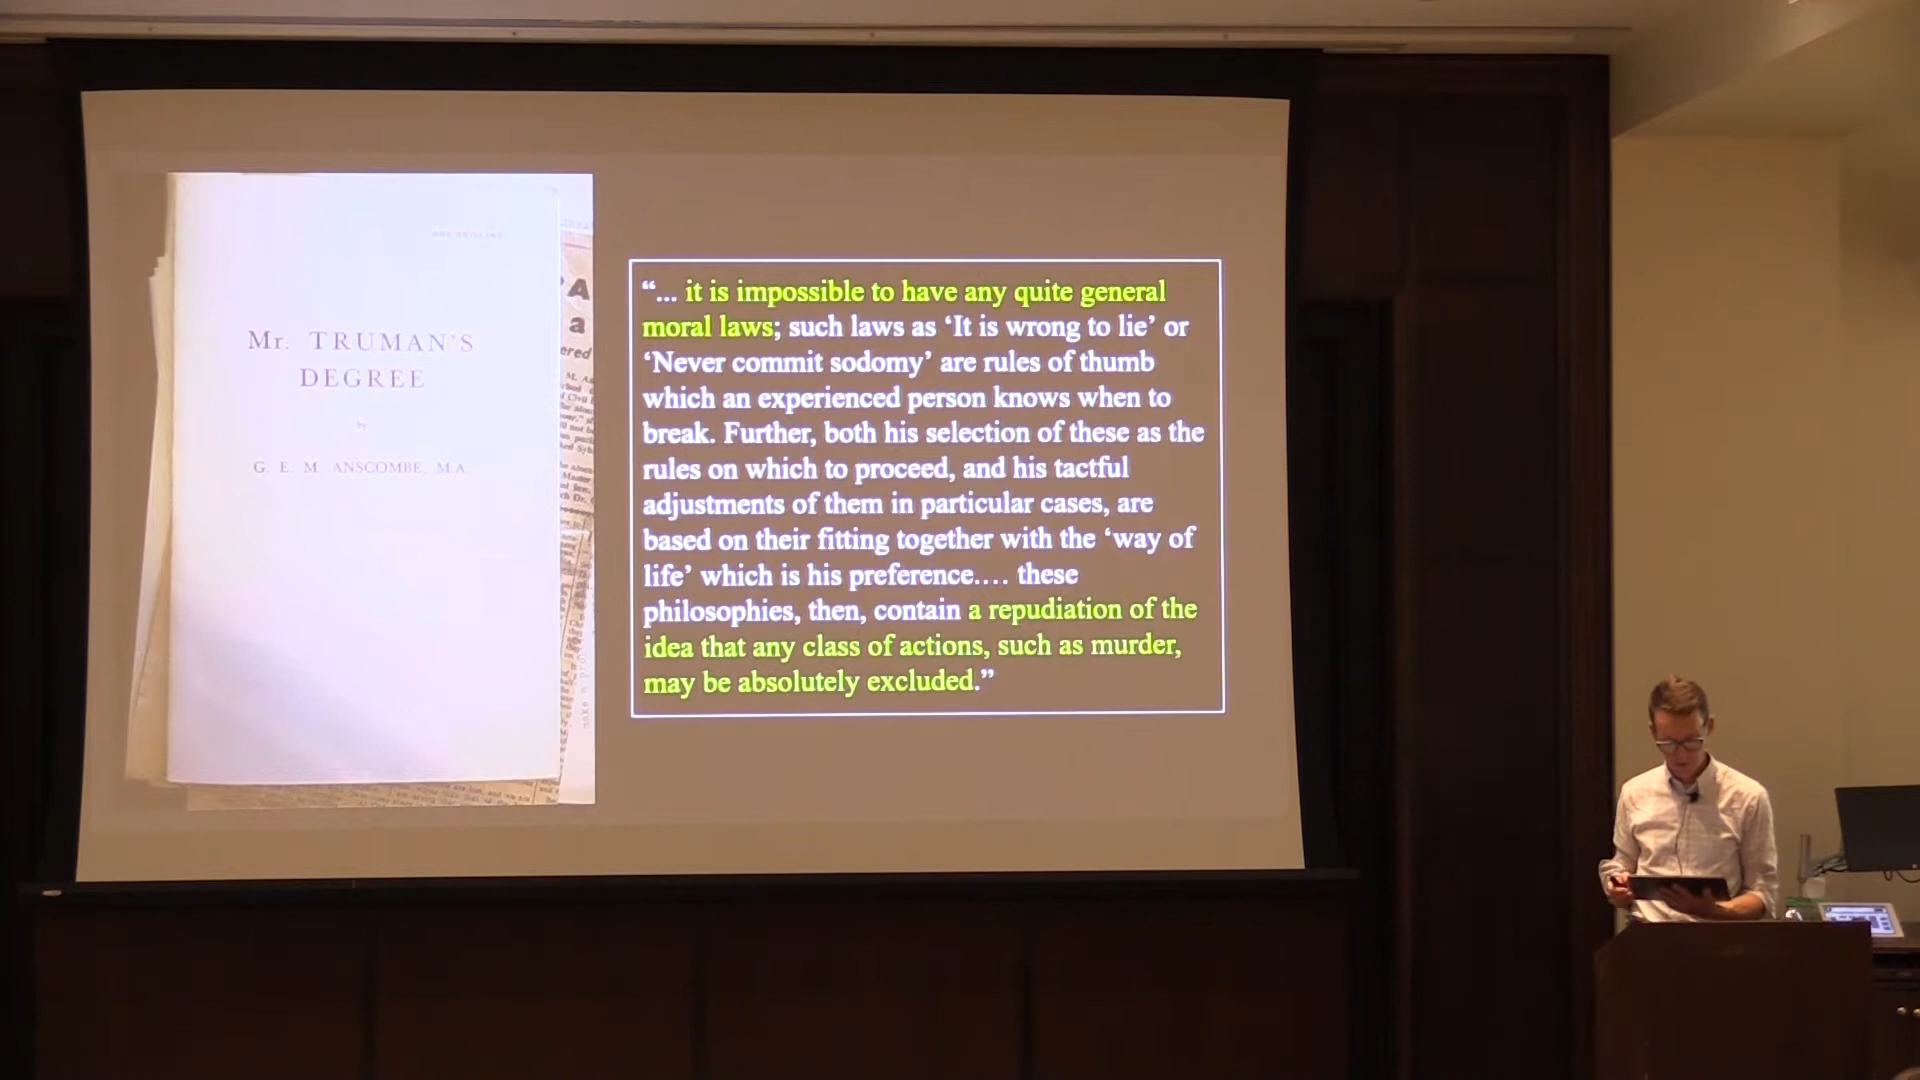 ONE SHILLING
Mr. TRUMAN'S
DEGREE
by
G. E. M. ANSCOMBE, M.A.
A
a
ered
“... it is impossible to have any quite general
moral laws; such laws as ‘It is wrong to lie’ or
‘Never commit sodomy’ are rules of thumb
which an experienced person knows when to
break. Further, both his selection of these as the
rules on which to proceed, and his tactful
adjustments of them in particular cases, are
based on their fitting together with the ‘way of
life’ which is his preference.… these
philosophies, then, contain a repudiation of the
idea that any class of actions, such as murder,
may be absolutely excluded.”